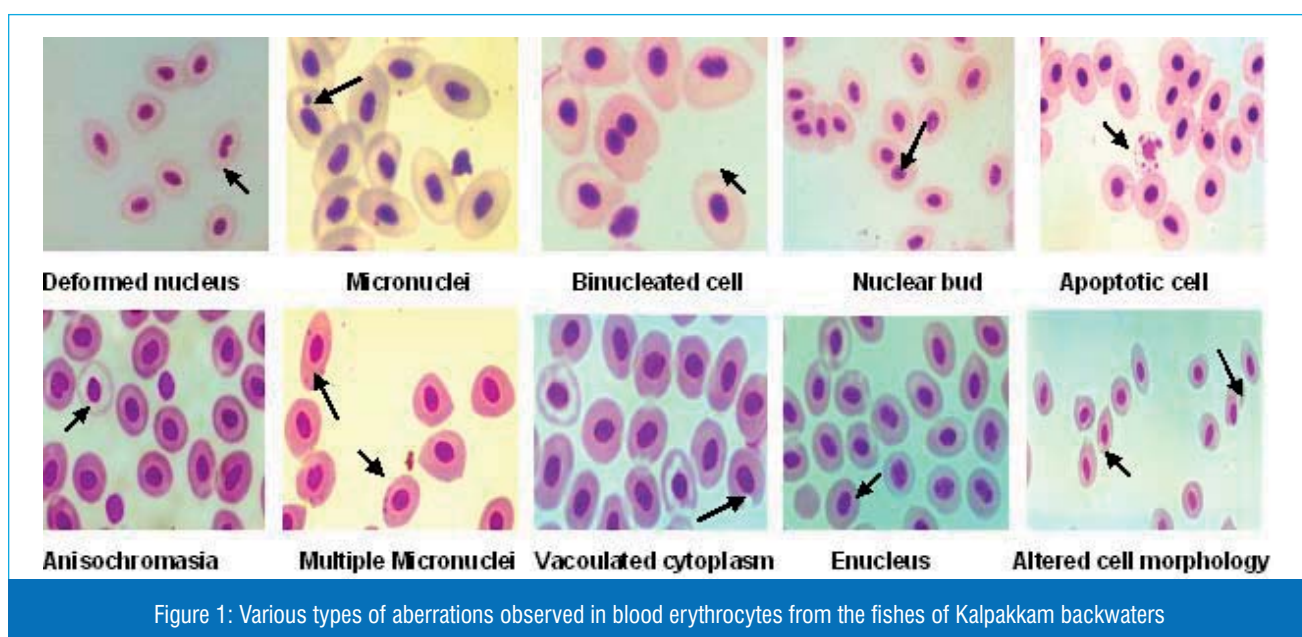 Deformed nucleus Micronuclei Binucleated cell Nuclear bud Apoptotic cell
Anisochromasia Multiple Micronuclei Vacoulated cytoplasm Enucleus Altered cell morphology
Figure 1: Various types of aberrations observed in blood erythrocytes from the fishes of Kalpakkam backwaters